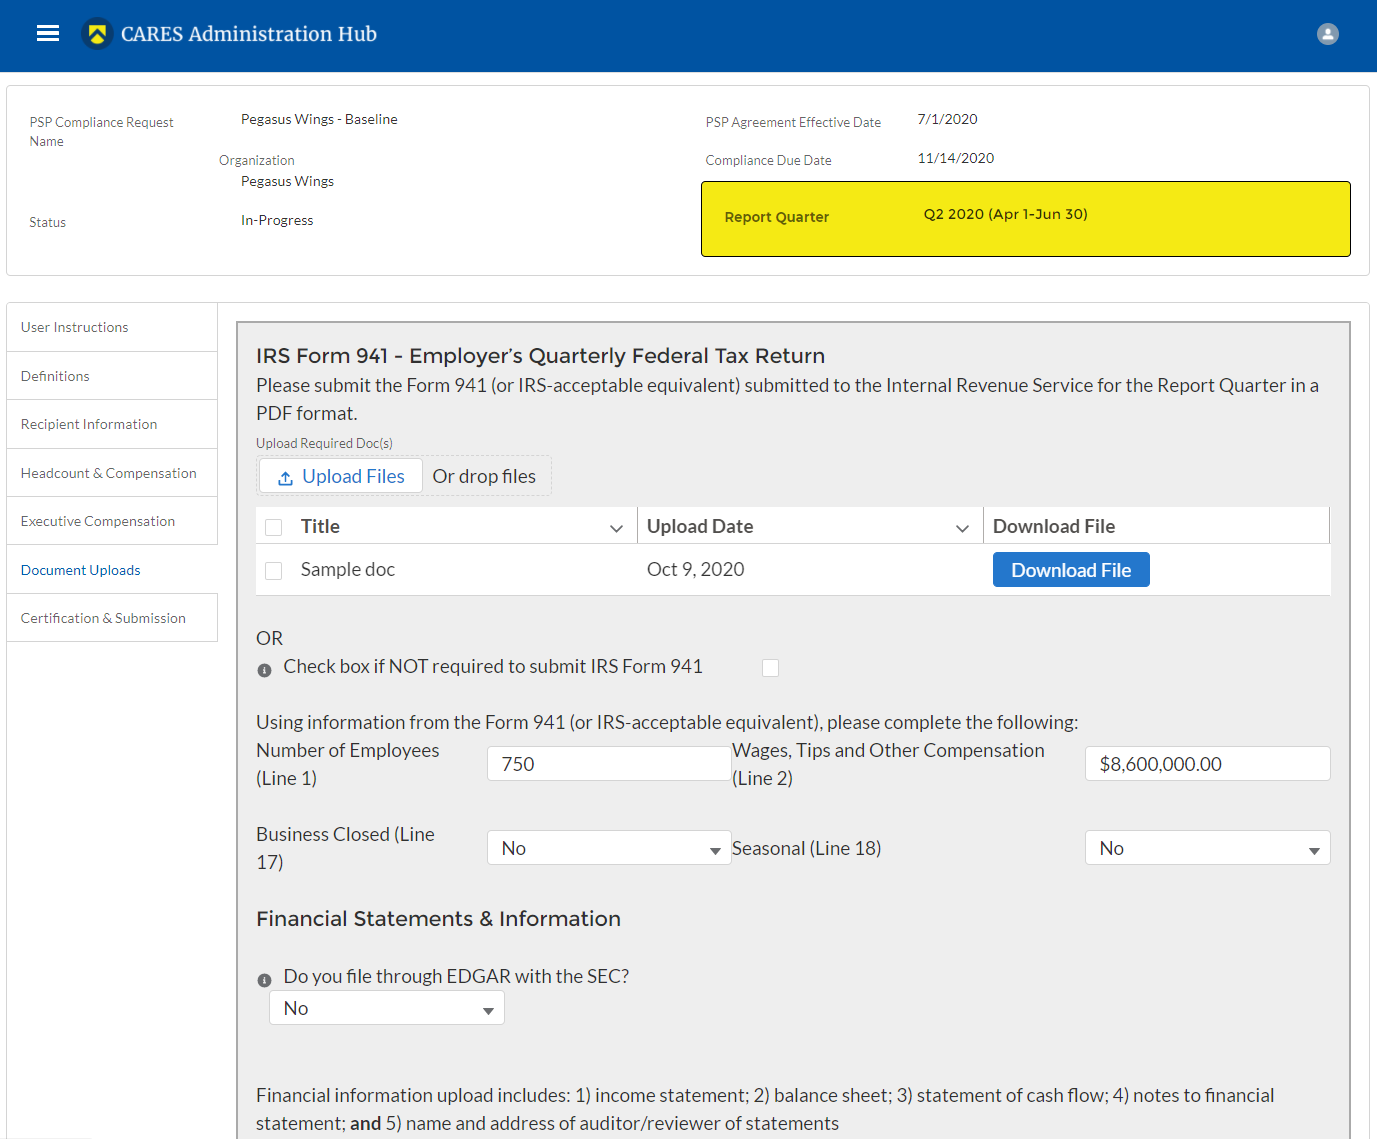 CARES Administration Hub
PSP Compliance Request
Name
Pegasus Wings - Baseline
Organization
Pegasus Wings
Status
In-Progress
PSP Agreement Effective Date
7/1/2020
Compliance Due Date
11/14/2020
Report Quarter
Q2 2020 (Apr 1-Jun 30)
User Instructions
Definitions
Recipient Information
Headcount & Compensation
Executive Compensation
Document Uploads
Certification & Submission
IRS Form 941 - Employer’s Quarterly Federal Tax Return
Please submit the Form 941 (or IRS-acceptable equivalent) submitted to the Internal Revenue Service for the Report Quarter in a
PDF format.
Upload Required Doc(s)
Upload Files Or drop files
Title Upload Date Download File
Sample doc Oct 9, 2020 Download File
OR
Check box if NOT required to submit IRS Form 941
Using information from the Form 941 (or IRS-acceptable equivalent), please complete the following:
Number of Employees
(Line 1)
750
Wages, Tips and Other Compensation
(Line 2)
$8,600,000.00
Business Closed (Line
17)
No
Seasonal (Line 18)
No
Financial Statements & Information
Do you file through EDGAR with the SEC?
No
Financial information upload includes: 1) income statement; 2) balance sheet; 3) statement of cash flow; 4) notes to financial
statement; and 5) name and address of auditor/reviewer of statements